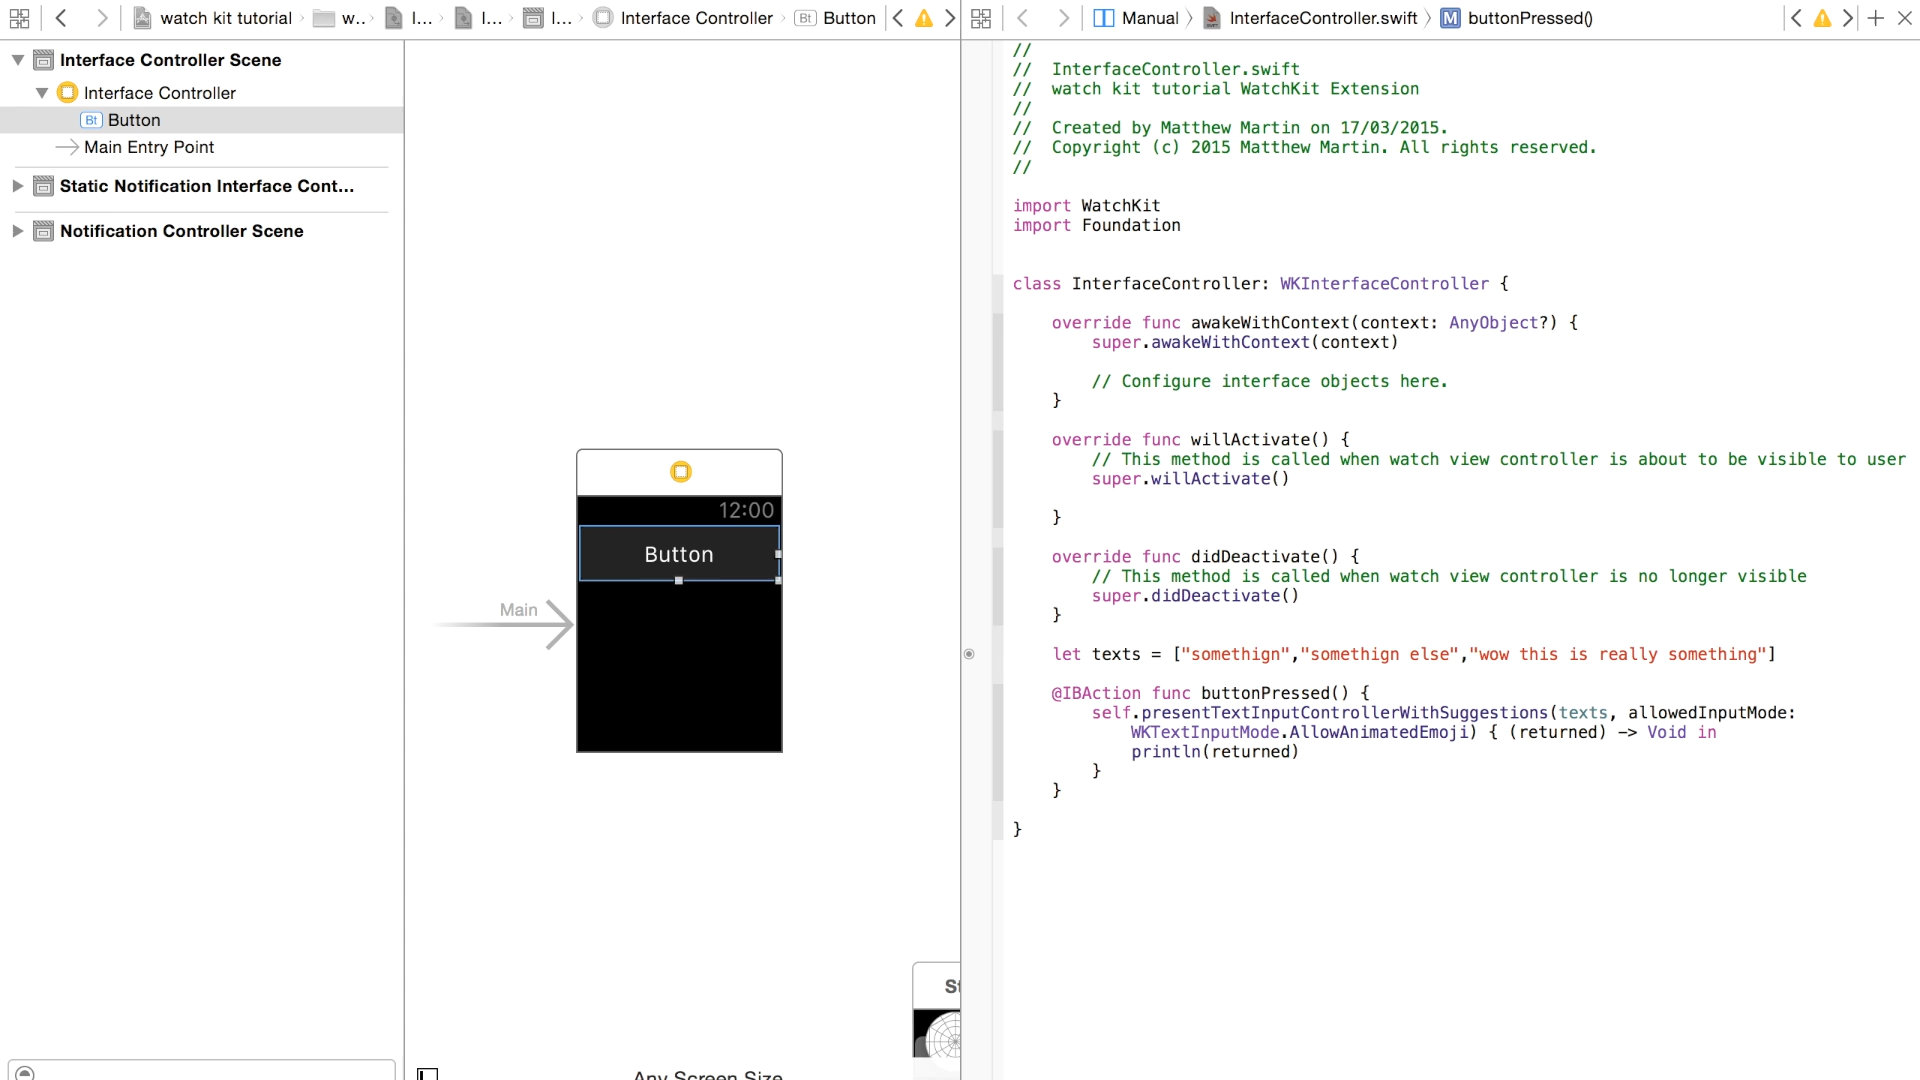 watch kit tutorial
w..
I...
I...
I...
Interface Controller
Bt
Button
Manual
InterfaceController.swift
M
buttonPressed()
Interface Controller Scene
Interface Controller
Bt
Button
Main Entry Point
Static Notification Interface Cont...
Notification Controller Scene
Main
12:00
Button
Any Screen Size
//
//  InterfaceController.swift
//  watch kit tutorial WatchKit Extension
//
//  Created by Matthew Martin on 17/03/2015.
//  Copyright (c) 2015 Matthew Martin. All rights reserved.
//
import WatchKit
import Foundation
class InterfaceController: WKInterfaceController {
override func awakeWithContext(context: AnyObject?) {
super.awakeWithContext(context)
// Configure interface objects here.
}
override func willActivate() {
// This method is called when watch view controller is about to be visible to user
super.willActivate()
}
override func didDeactivate() {
// This method is called when watch view controller is no longer visible
super.didDeactivate()
}
let texts = ["somethign","somethign else","wow this is really something"]
@IBAction func buttonPressed() {
self.presentTextInputControllerWithSuggestions(texts, allowedInputMode:
WKTextInputMode.AllowAnimatedEmoji) { (returned) -> Void in
println(returned)
}
}
}